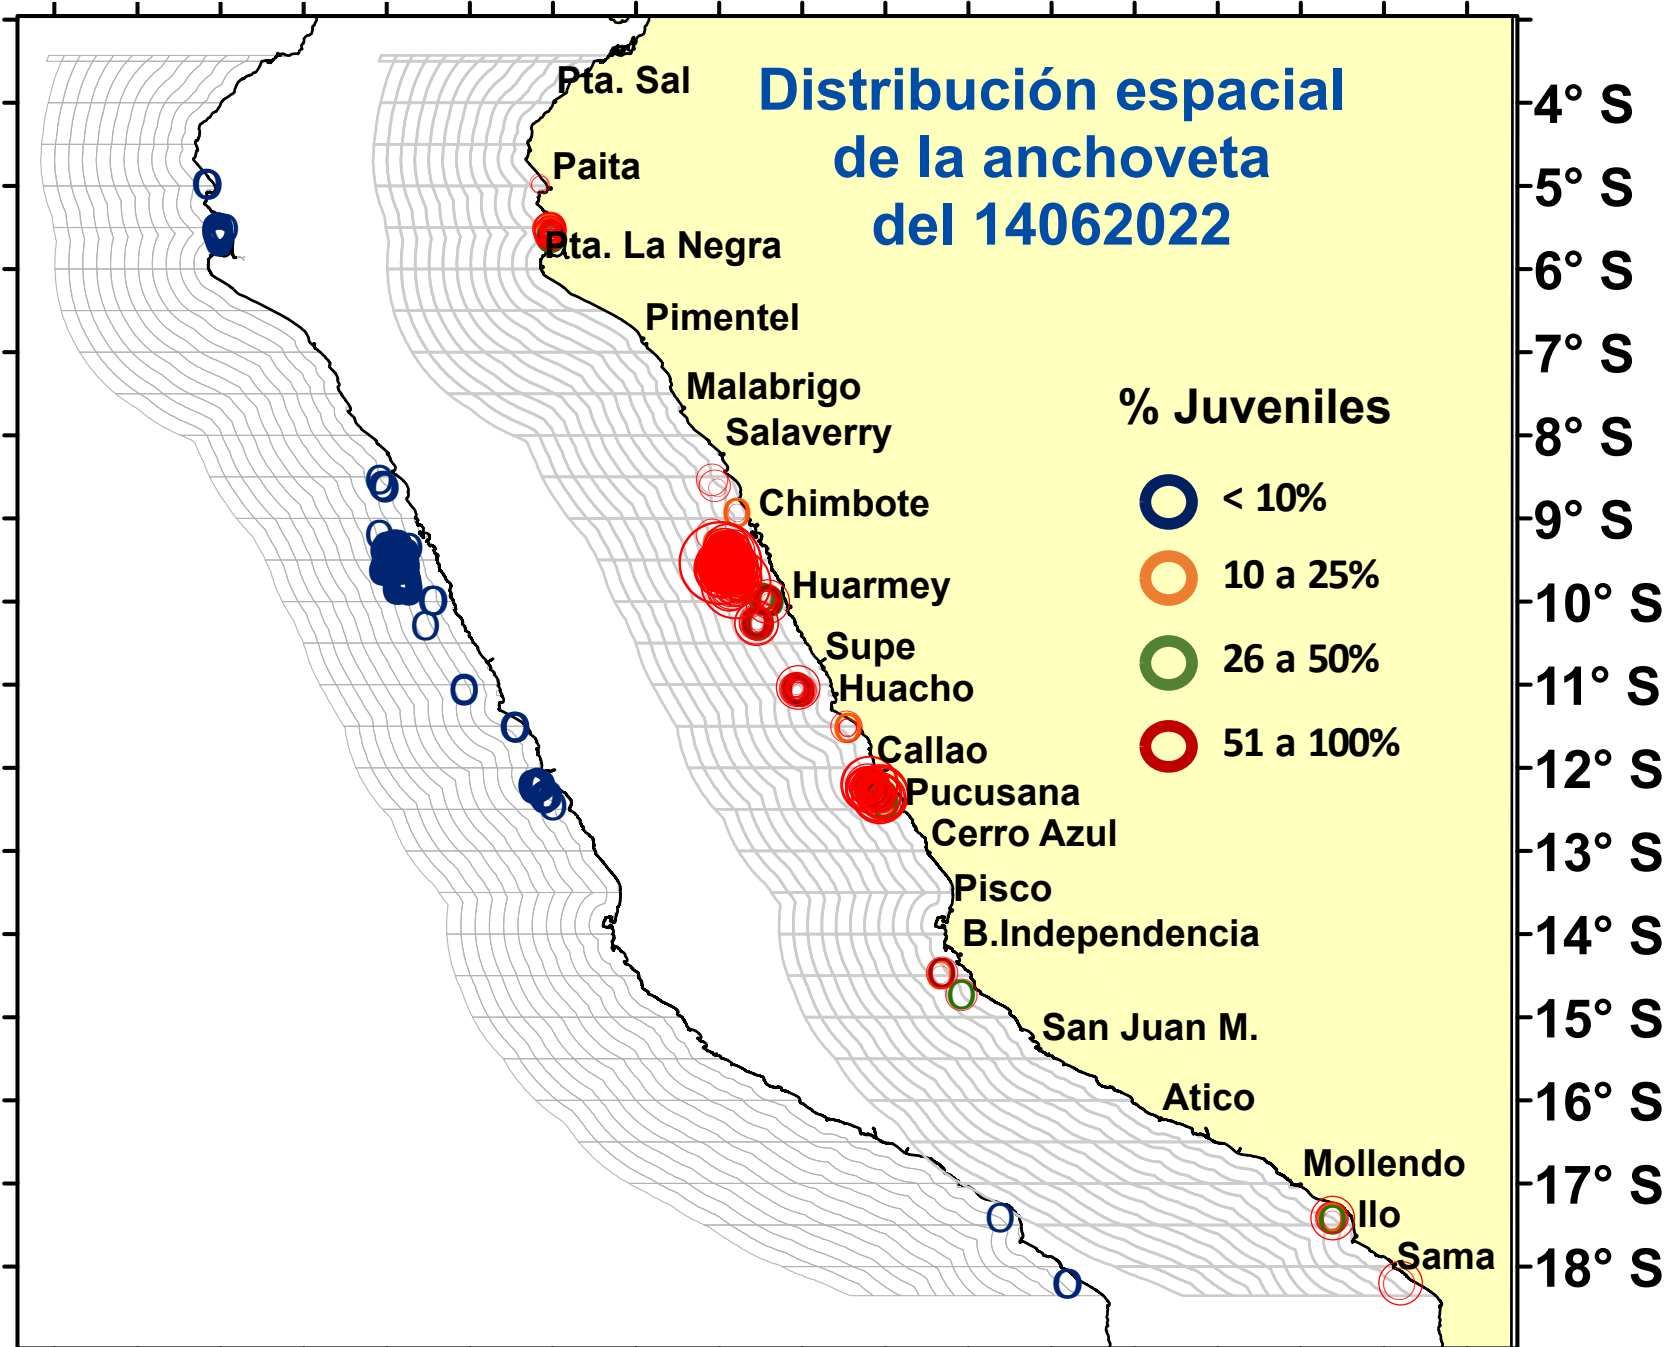 Distribución espacial
de la anchoveta
del 14062022
Pta. Sal
Paita
Pta. La Negra
Pimentel
Malabrigo
Salaverry
Chimbote
Huarmey
Supe
Huacho
Callao
Pucusana
Cerro Azul
Pisco
B.Independencia
San Juan M.
Atico
Mollendo
Ilo
Sama
% Juveniles
< 10%
10 a 25%
26 a 50%
51 a 100%
4° S
5° S
6° S
7° S
8° S
9° S
10° S
11° S
12° S
13° S
14° S
15° S
16° S
17° S
18° S